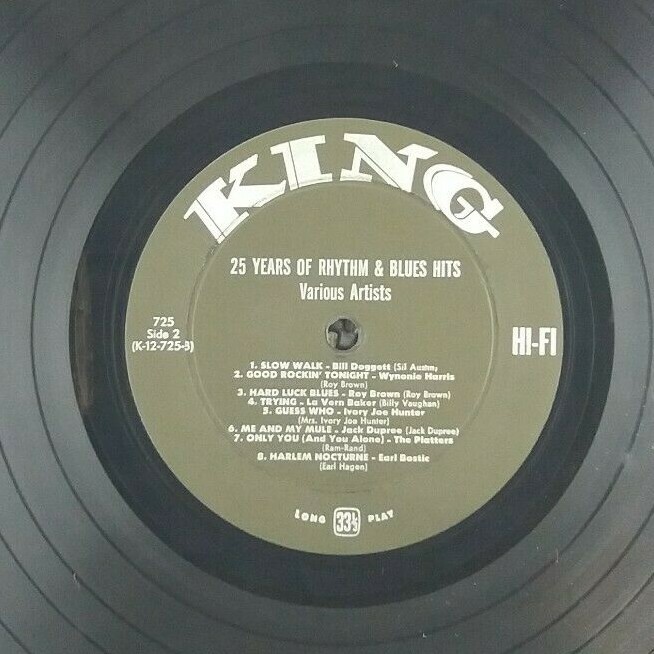 KING
25 YEARS OF RHYTHM & BLUES HITS
Various Artists
725
Side 2
(K-12-725-B)
HI-FI
1. SLOW WALK - Bill Doggett (Sil Austin)
2. GOOD ROCKIN' TONIGHT - Wynonie Harris
(Roy Brown)
3. HARD LUCK BLUES - Roy Brown (Roy Brown)
4. TRYING - La Vern Baker (Billy Vaughan)
5. GUESS WHO - Ivory Joe Hunter
(Mrs. Ivory Joe Hunter)
6. ME AND MY MULE - Jack Dupree (Jack Dupree)
7. ONLY YOU (And You Alone) - The Platters
(Ram-Rand)
8. HARLEM NOCTURNE - Earl Bostic
(Earl Hagen)
LONG 33⅓ PLAY